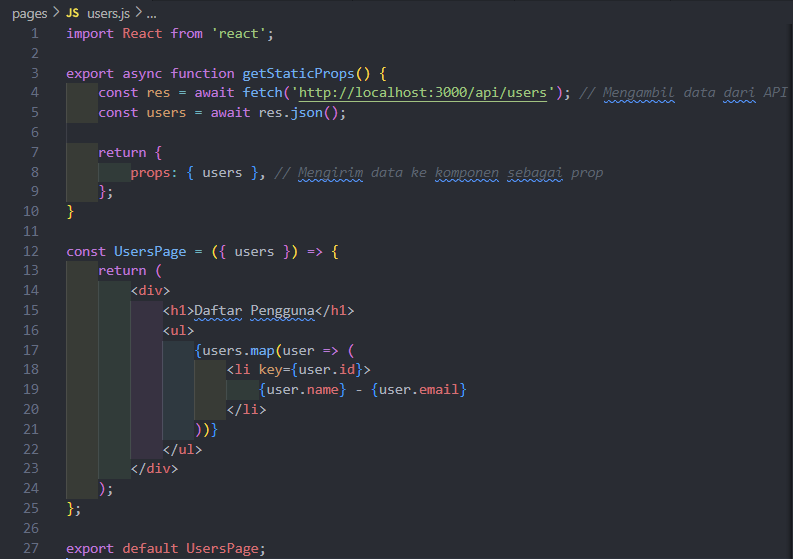 pages > JS users.js > ...
1 import React from 'react';
2
3 export async function getStaticProps() {
4 const res = await fetch('http://localhost:3000/api/users'); // Mengambil data dari API
5 const users = await res.json();
6
7 return {
8 props: { users }, // Mengirim data ke komponen sebagai prop
9 };
10 }
11
12 const UsersPage = ({ users }) => {
13 return (
14 <div>
15 <h1>Daftar Pengguna</h1>
16 <ul>
17 {users.map(user => (
18 <li key={user.id}>
19 {user.name} - {user.email}
20 </li>
21 ))}
22 </ul>
23 </div>
24 );
25 };
26
27 export default UsersPage;